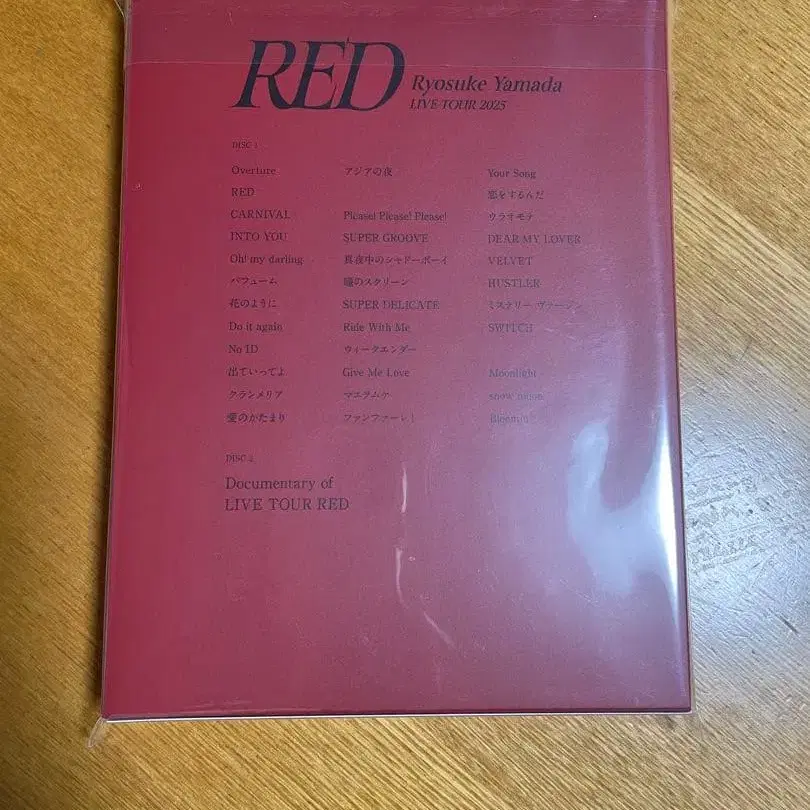 RED
Ryosuke Yamada
LIVE TOUR 2025
DISC 1
Overture
RED
CARNIVAL
INTO YOU
Oh! my darling
パフューム
花のように
Do it again
No ID
出ていってよ
クランメリア
愛のかたまり
アジアの夜
Please! Please! Please!
SUPER GROOVE
真夜中のシャドーボーイ
瞳のスクリーン
SUPER DELICATE
Ride With Me
ウィークエンダー
Give Me Love
マエヲムケ
ファンファーレ!
Your Song
恋をするんだ
ウラオモテ
DEAR MY LOVER
VELVET
HUSTLER
ミステリー ヴァージン
SWITCH
Moonlight
snow
DISC 2
Documentary of
LIVE TOUR RED